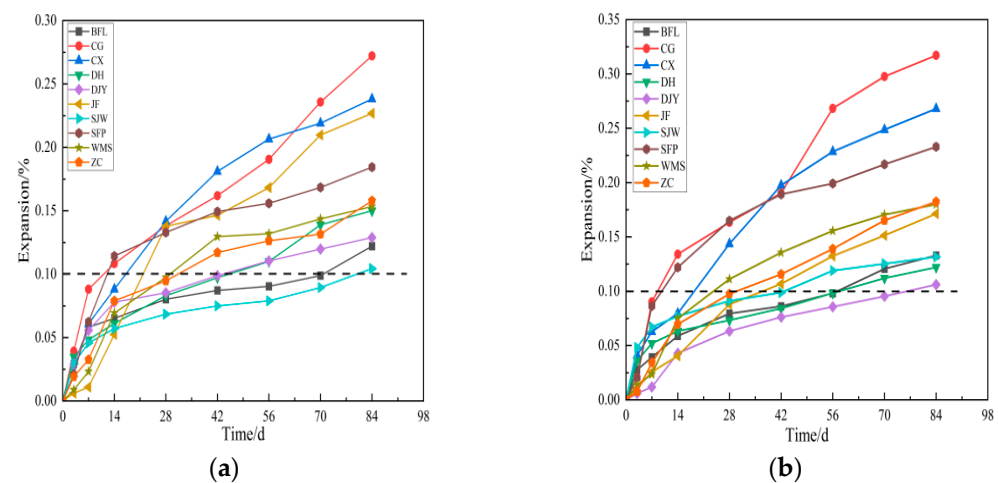 (a)
Expansion/%
0.30
0.25
0.20
0.15
0.10
0.05
0.00
BFL
CG
CX
DH
DJY
JF
SJW
SFP
WMS
ZC
0 14 28 42 56 70 84 98
Time/d
(b)
Expansion/%
0.35
0.30
0.25
0.20
0.15
0.10
0.05
0.00
BFL
CG
CX
DH
DJY
JF
SJW
SFP
WMS
ZC
0 14 28 42 56 70 84 98
Time/d